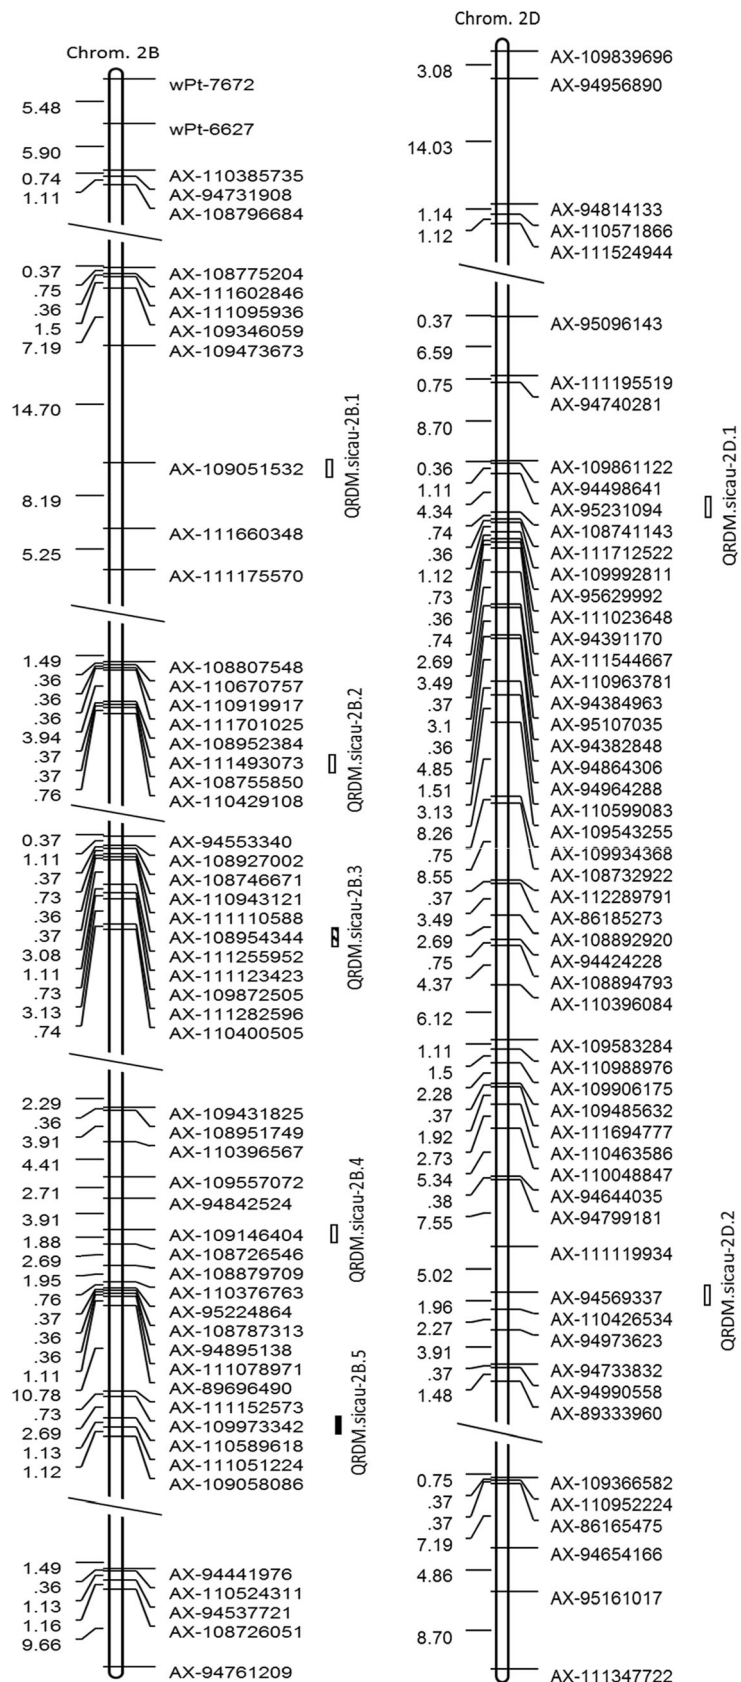 Chrom. 2B
5.48
5.90
0.74
1.11
0.37
.75
.36
1.5
7.19
14.70
8.19
5.25
1.49
.36
.36
.36
3.94
.37
.37
.76
0.37
1.11
.37
.73
.36
.37
3.08
1.11
.73
3.13
.74
2.29
.36
3.91
4.41
2.71
3.91
1.88
2.69
1.95
.76
.37
.36
.36
1.11
10.78
.73
2.69
1.13
1.12
1.49
.36
1.13
1.16
9.66
wPt-7672
wPt-6627
AX-110385735
AX-94731908
AX-108796684
AX-108775204
AX-111602846
AX-111095936
AX-109346059
AX-109473673
AX-109051532
AX-111660348
AX-111175570
AX-108807548
AX-110670757
AX-110919917
AX-111701025
AX-108952384
AX-111493073
AX-108755850
AX-110429108
AX-94553340
AX-108927002
AX-108746671
AX-110943121
AX-111110588
AX-108954344
AX-111255952
AX-111123423
AX-109872505
AX-111282596
AX-110400505
AX-109431825
AX-108951749
AX-110396567
AX-109557072
AX-94842524
AX-109146404
AX-108726546
AX-108879709
AX-110376763
AX-95224864
AX-108787313
AX-94895138
AX-111078971
AX-89696490
AX-111152573
AX-109973342
AX-110589618
AX-111051224
AX-109058086
AX-94441976
AX-110524311
AX-94537721
AX-108726051
AX-94761209
QRDM.sicau-2B.1
QRDM.sicau-2B.2
QRDM.sicau-2B.3
QRDM.sicau-2B.4
QRDM.sicau-2B.5
Chrom. 2D
3.08
14.03
1.14
1.12
0.37
6.59
0.75
8.70
0.36
1.11
4.34
.74
.36
1.12
.73
.36
.74
2.69
3.49
.37
3.1
.36
4.85
1.51
3.13
8.26
.75
8.55
.37
3.49
2.69
.75
4.37
6.12
1.11
1.5
2.28
.37
1.92
2.73
5.34
.38
7.55
5.02
1.96
2.27
3.91
.37
1.48
0.75
.37
.37
7.19
4.86
8.70
AX-109839696
AX-94956890
AX-94814133
AX-110571866
AX-111524944
AX-95096143
AX-111195519
AX-94740281
AX-109861122
AX-94498641
AX-95231094
AX-108741143
AX-111712522
AX-109992811
AX-95629992
AX-111023648
AX-94391170
AX-111544667
AX-110963781
AX-94384963
AX-95107035
AX-94382848
AX-94864306
AX-94964288
AX-110599083
AX-109543255
AX-109934368
AX-108732922
AX-112289791
AX-86185273
AX-108892920
AX-94424228
AX-108894793
AX-110396084
AX-109583284
AX-110988976
AX-109906175
AX-109485632
AX-111694777
AX-110463586
AX-110048847
AX-94644035
AX-94799181
AX-111119934
AX-94569337
AX-110426534
AX-94973623
AX-94733832
AX-94990558
AX-89333960
AX-109366582
AX-110952224
AX-86165475
AX-94654166
AX-95161017
AX-111347722
QRDM.sicau-2D.1
QRDM.sicau-2D.2